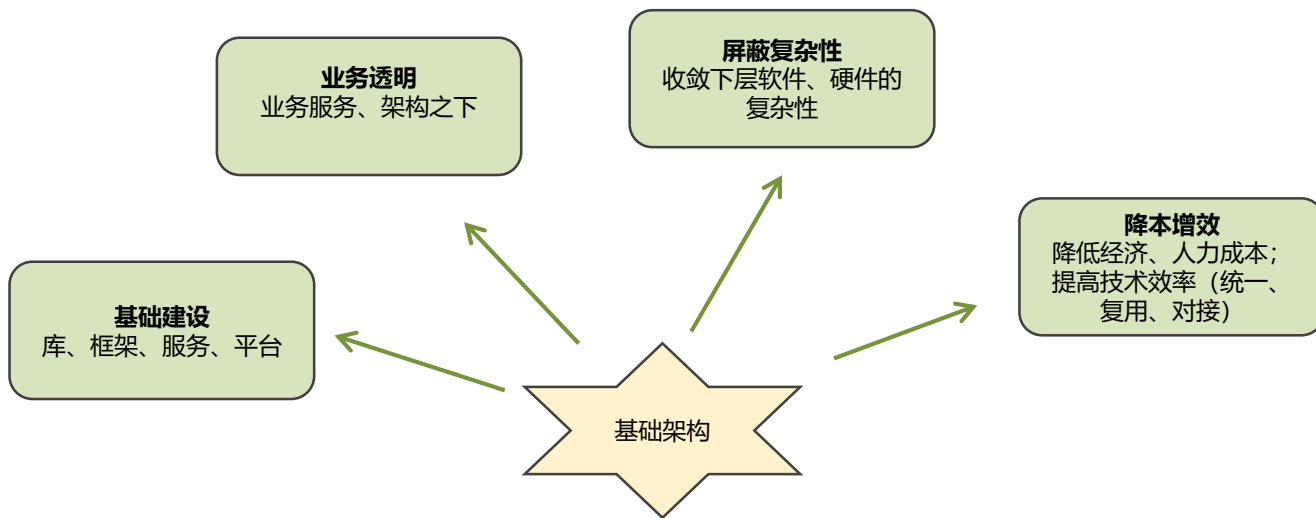 业务透明
业务服务、架构之下
屏蔽复杂性
收敛下层软件、硬件的
复杂性
降本增效
降低经济、人力成本；
提高技术效率（统一、
复用、对接）
基础建设
库、框架、服务、平台
基础架构